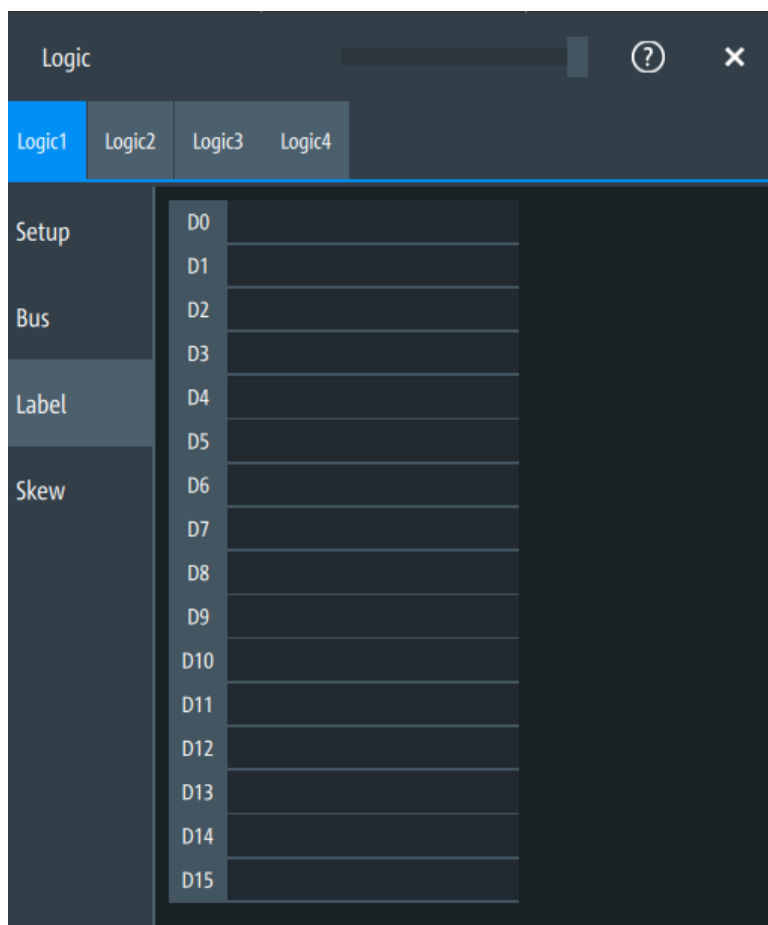 Logic
?
Logic1 Logic2 Logic3 Logic4
Setup
Bus
Label
Skew
D0
D1
D2
D3
D4
D5
D6
D7
D8
D9
D10
D11
D12
D13
D14
D15